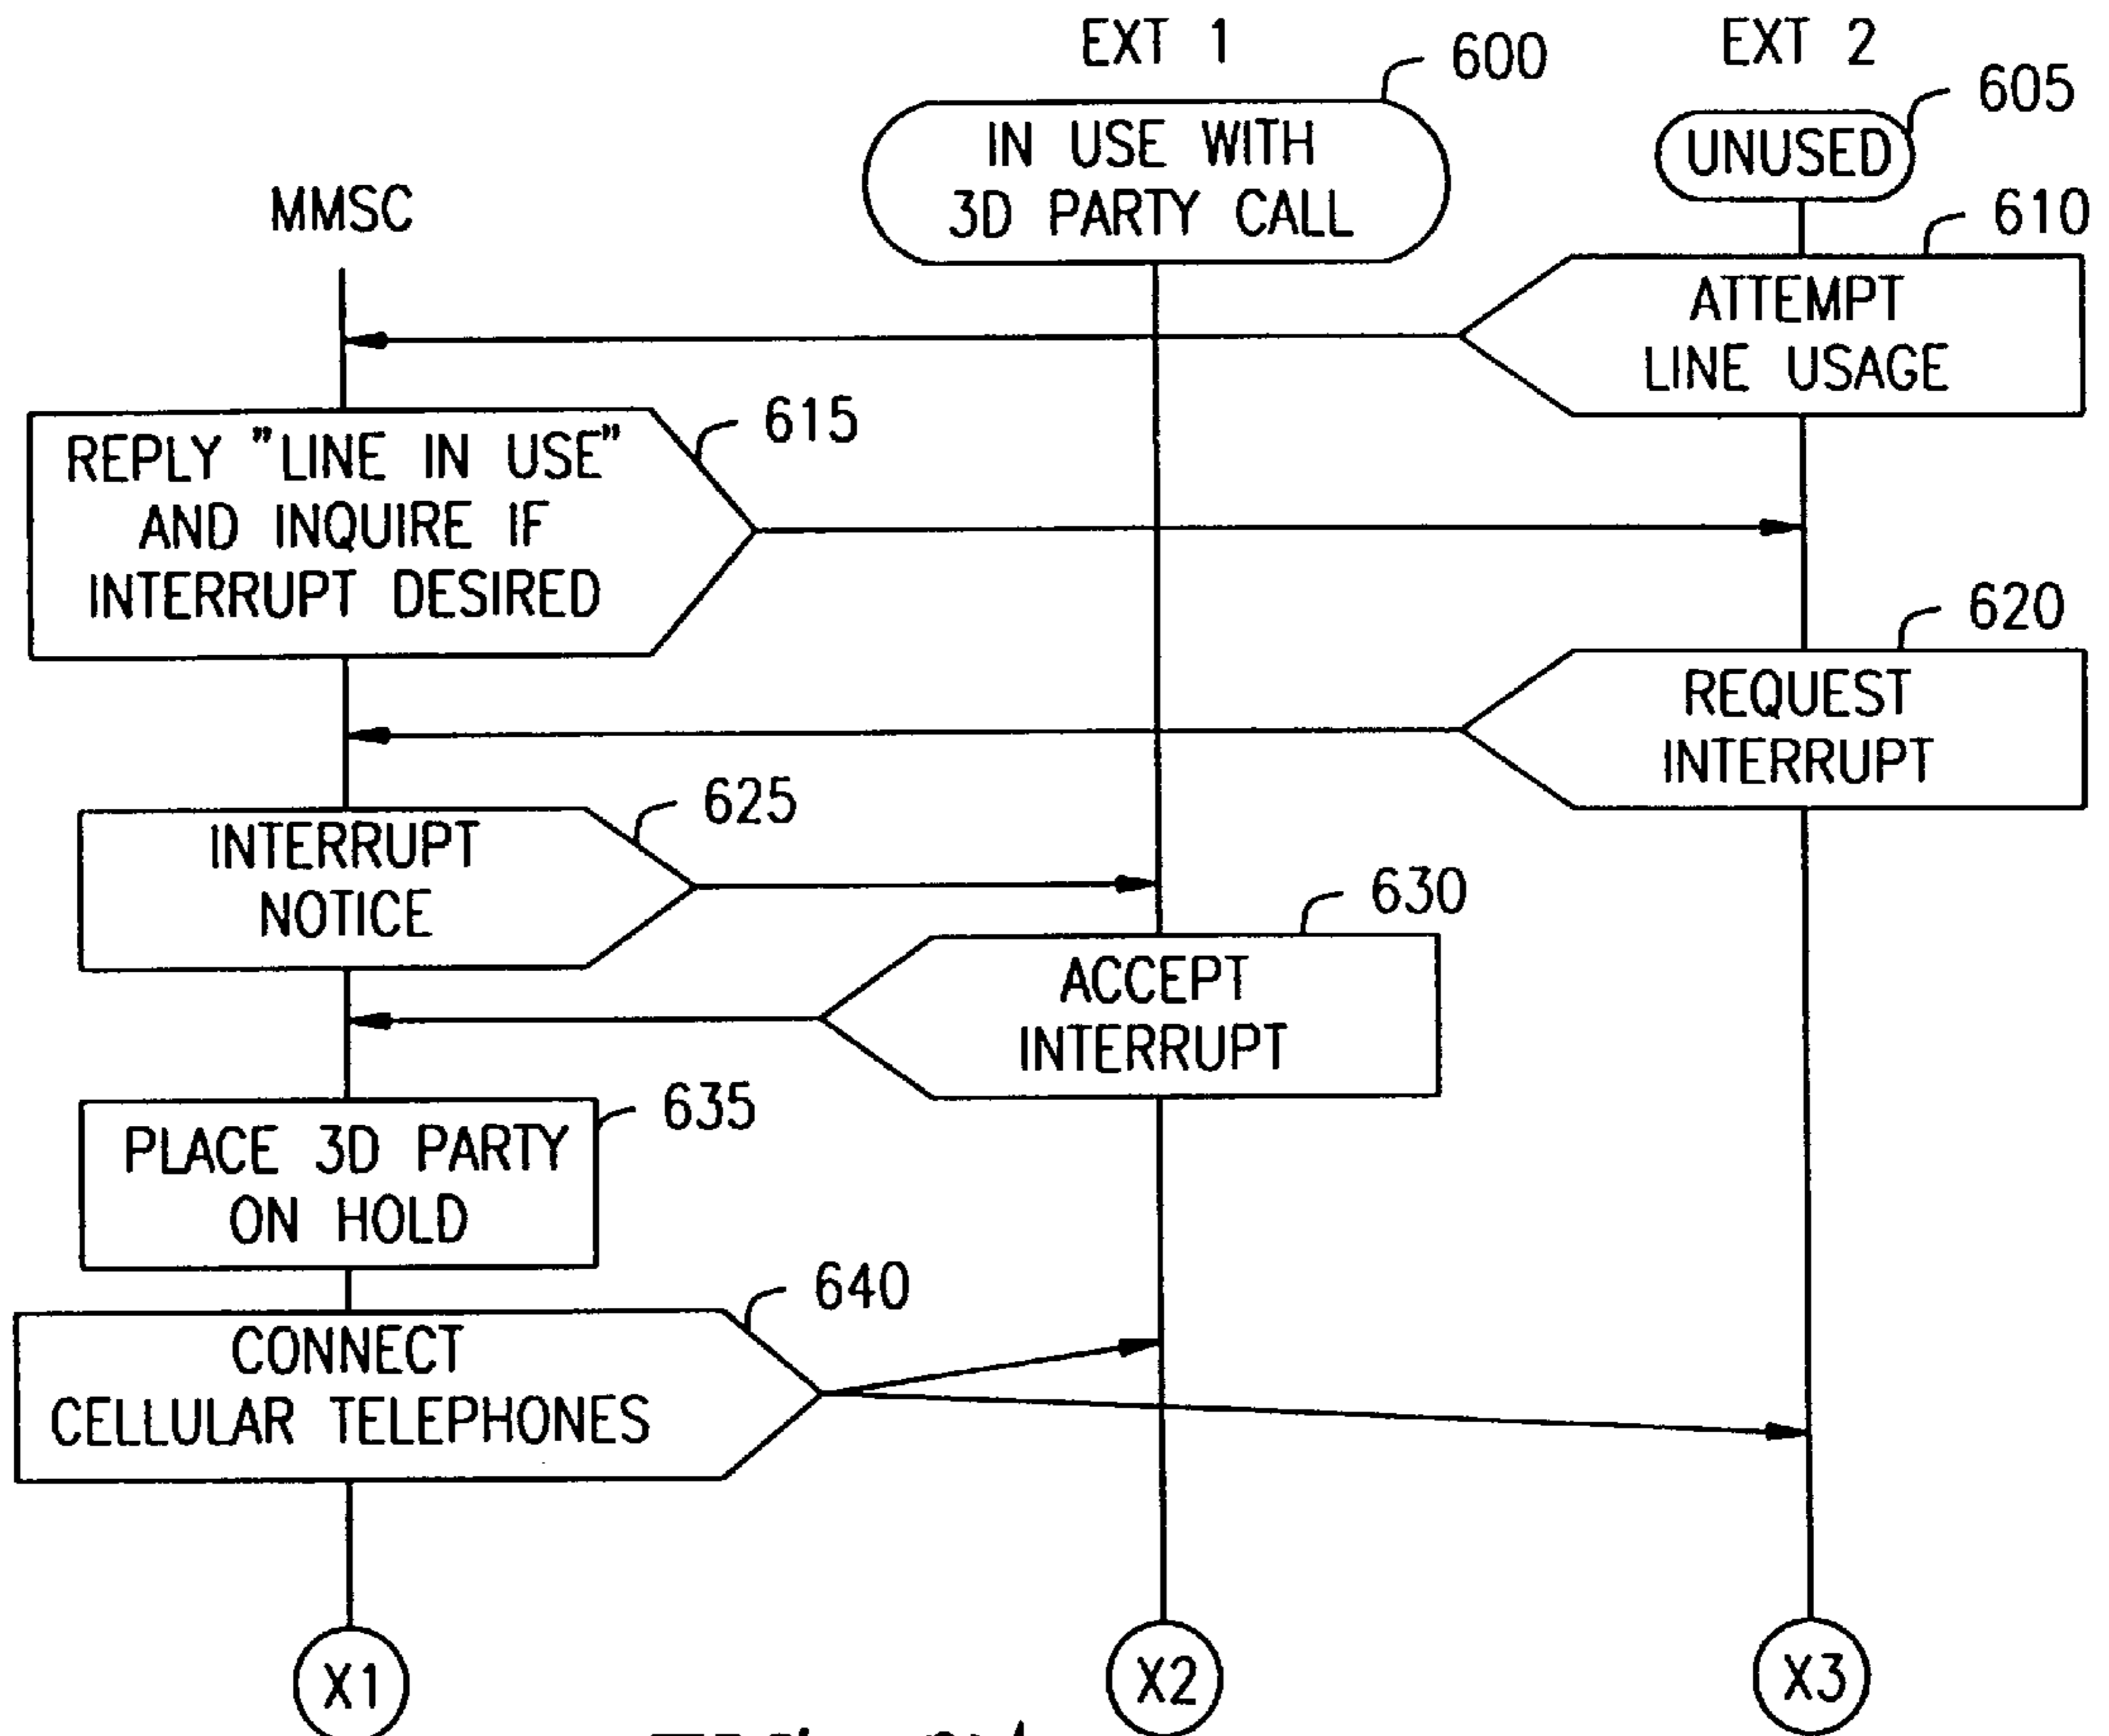 EXT 1
EXT 2
600
605
IN USE WITH
3D PARTY CALL
UNUSED
MMSC
610
ATTEMPT
LINE USAGE
615
REPLY "LINE IN USE"
AND INQUIRE IF
INTERRUPT DESIRED
620
REQUEST
INTERRUPT
625
INTERRUPT
NOTICE
630
ACCEPT
INTERRUPT
635
PLACE 3D PARTY
ON HOLD
640
CONNECT
CELLULAR TELEPHONES
X1
X2
X3